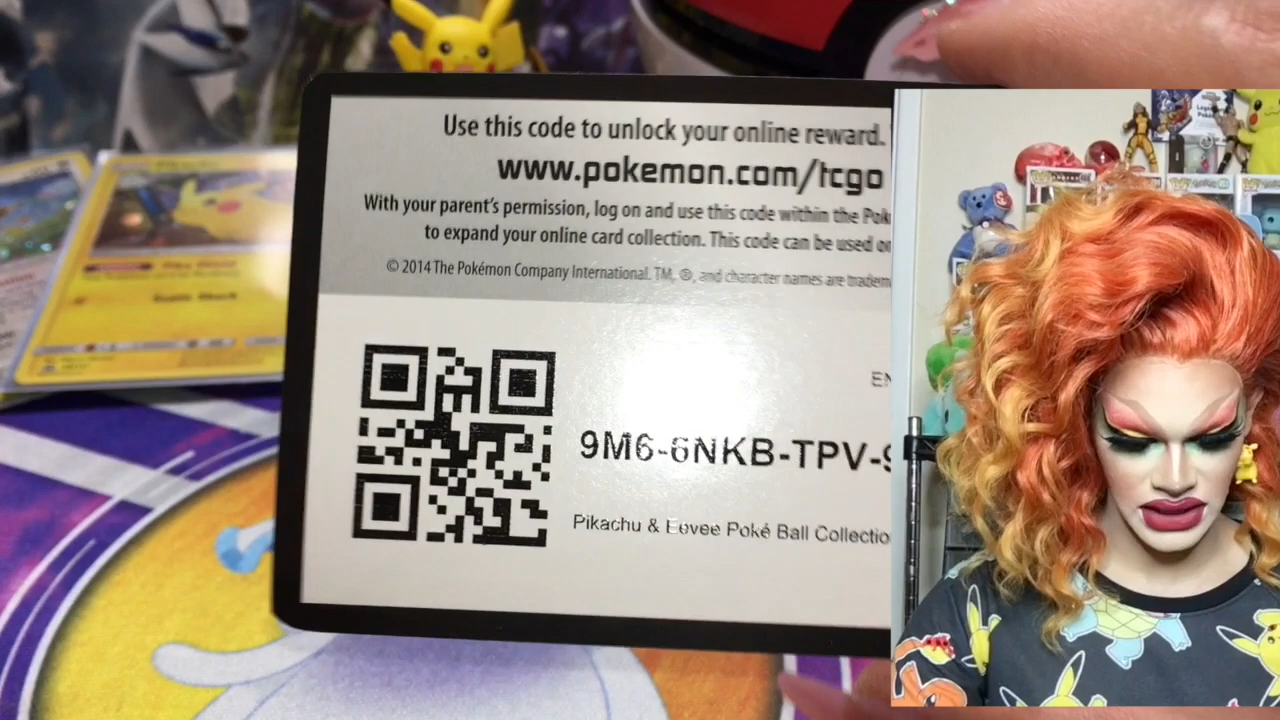 Use this code to unlock your online reward.
www.pokemon.com/tcgo
With your parent's permission, log on and use this code within the
to expand your online card collection. This code can be used
© 2014 The Pokémon Company International. TM, ®, and character names are
9M6-6NKB-TPV-
Pikachu & Eevee Poké Ball